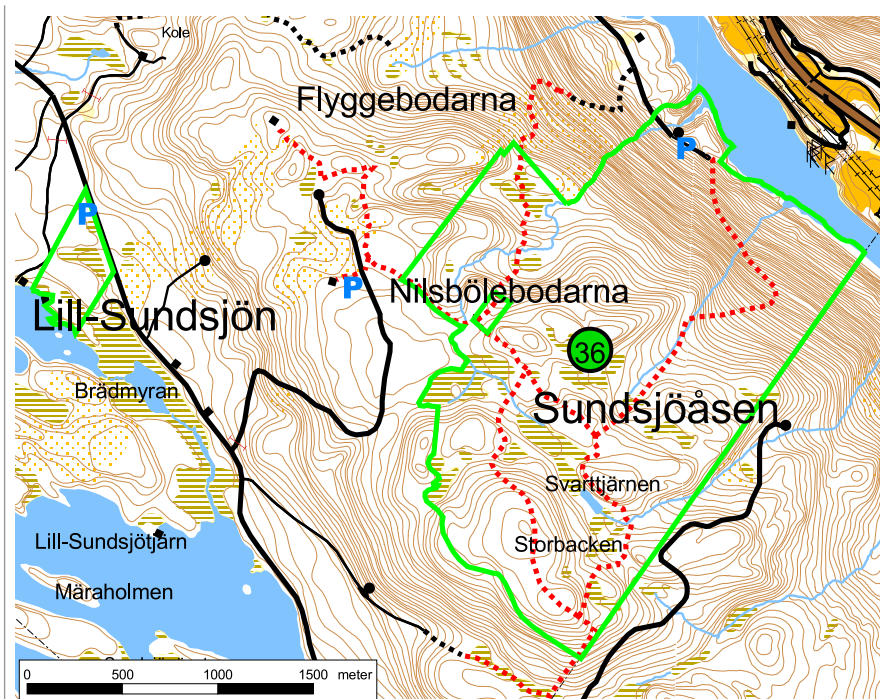 Kole
Flyggebodarna
P
P
P
Nilsbölebodarna
Lill-Sundsjön
36
Brädmyran
Sundsjöåsen
Svarttjärnen
Lill-Sundsjötjärn
Storbacken
Märaholmen
0 500 1000 1500 meter